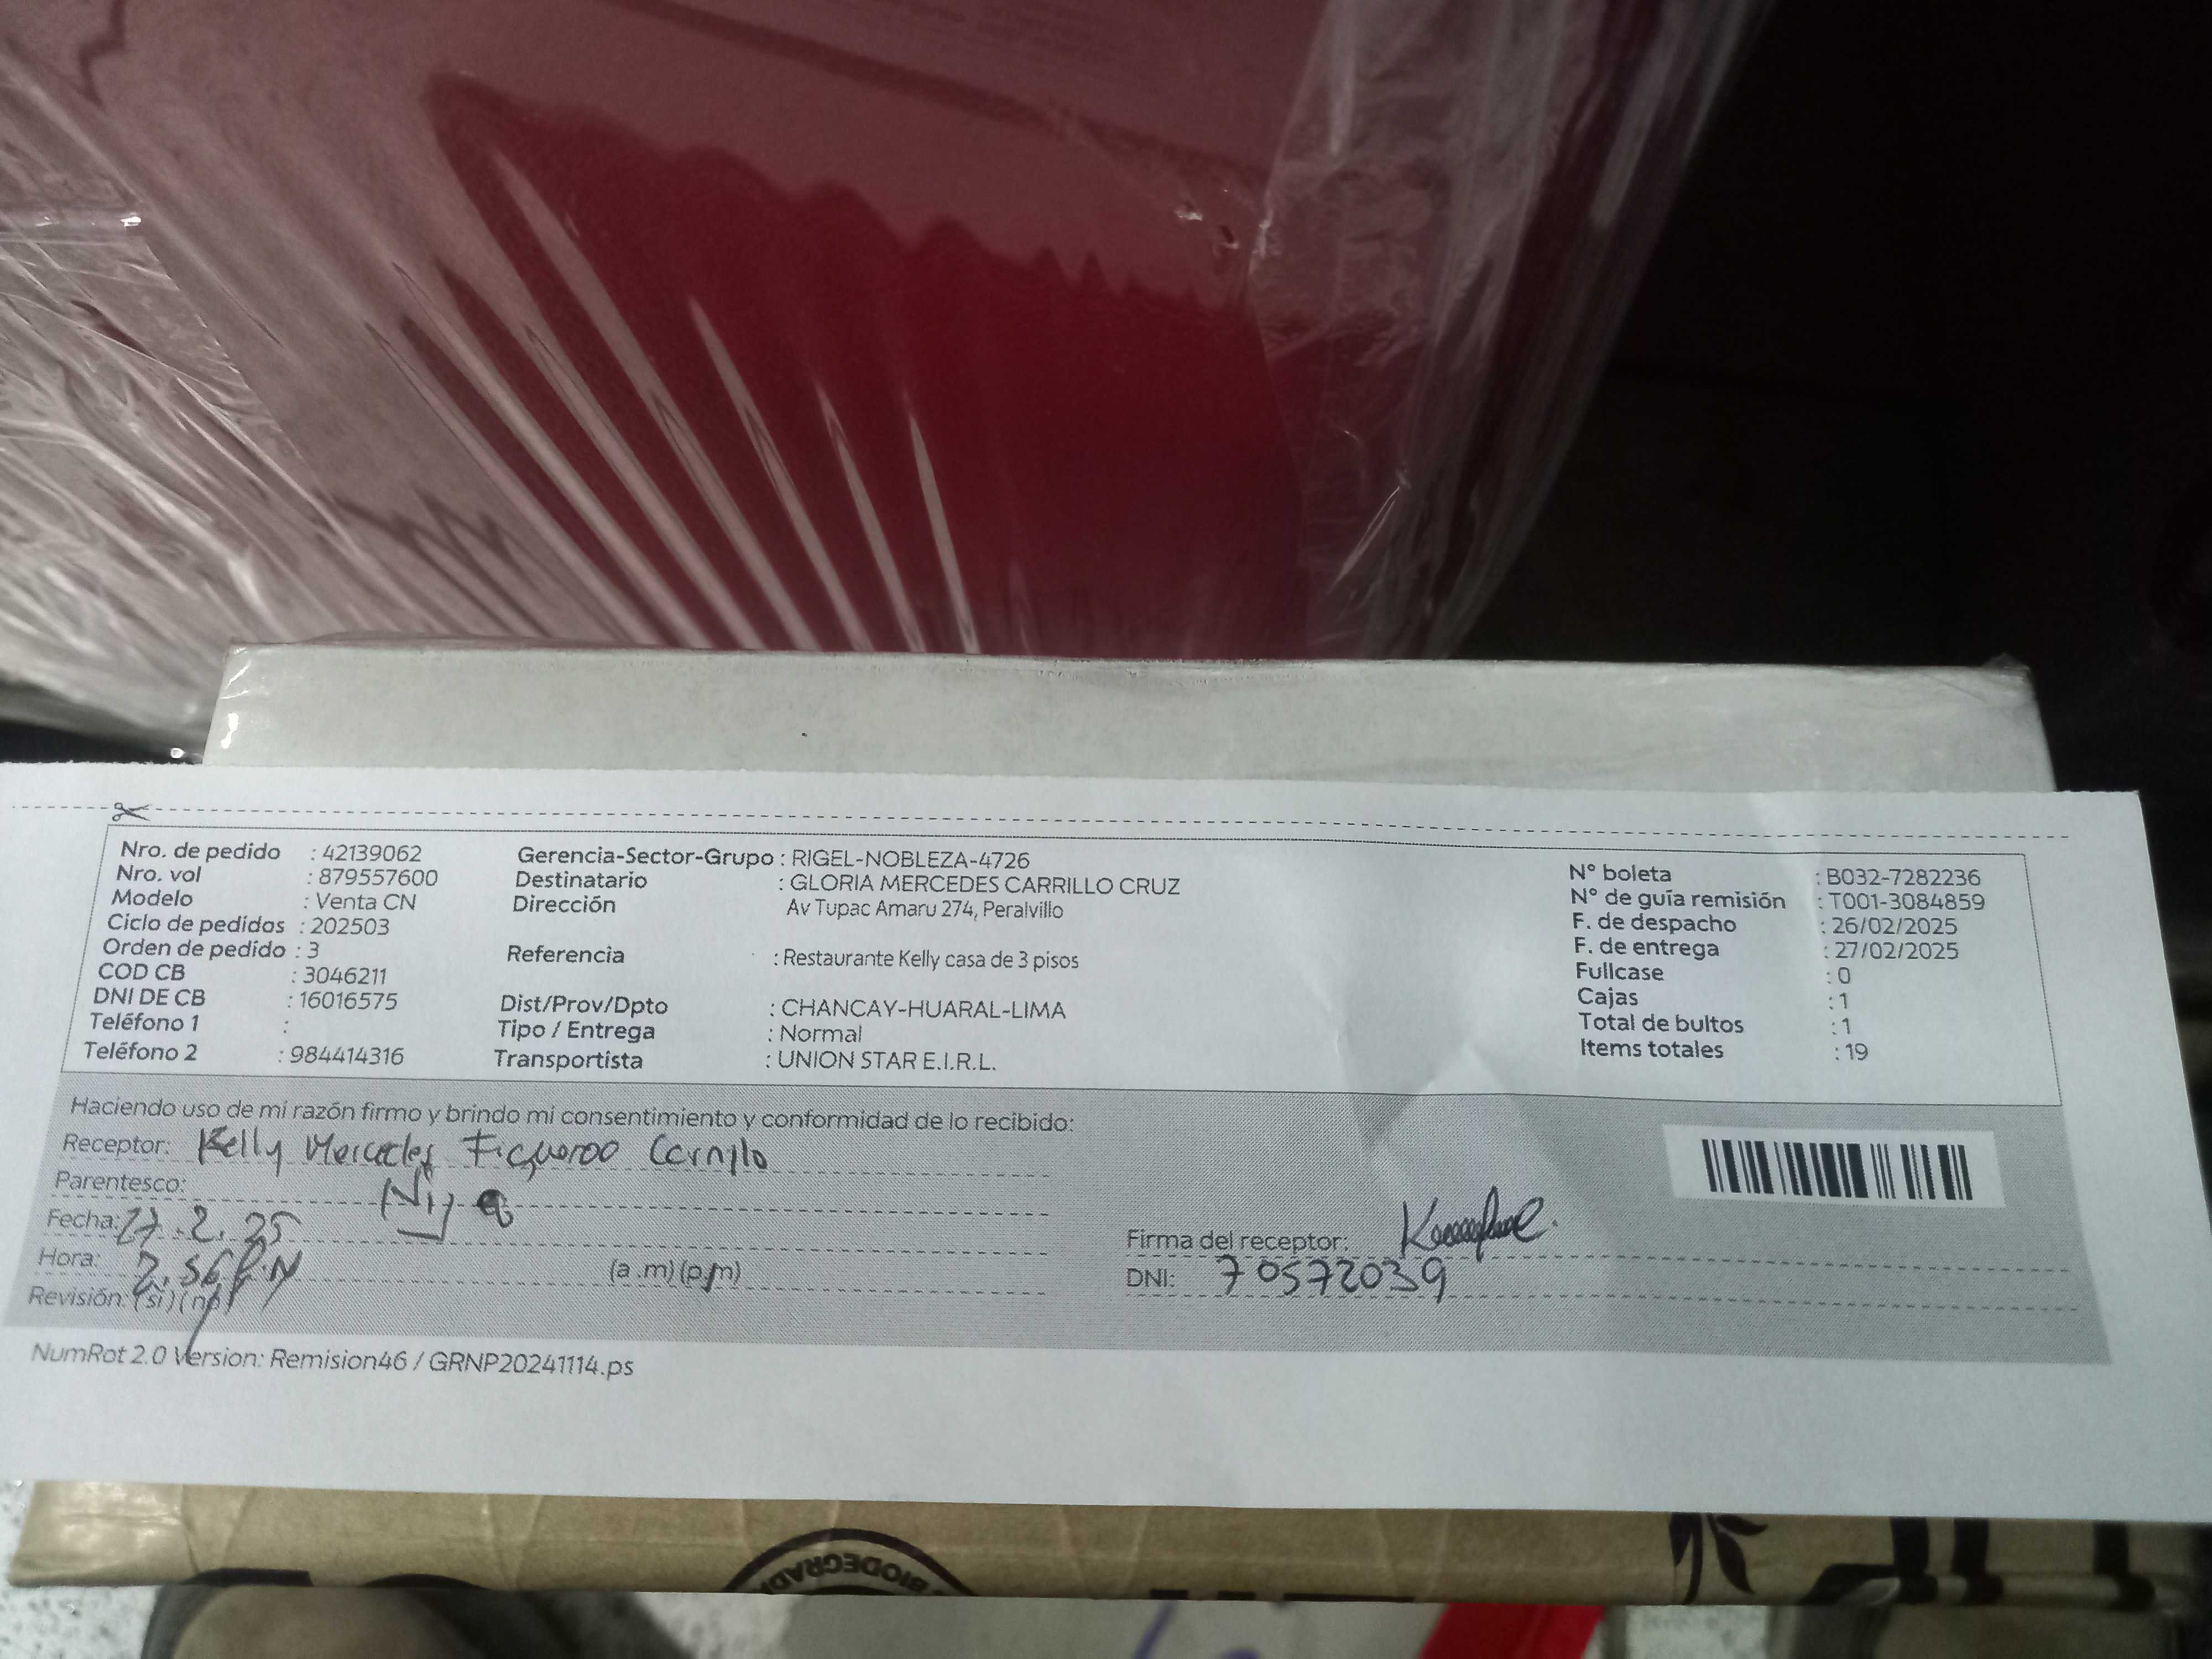 Nro. de pedido : 42139062
Nro. vol : 879557600
Modelo : Venta CN
Ciclo de pedidos : 202503
Orden de pedido : 3
COD CB : 3046211
DNI DE CB : 16016575
Teléfono 1 :
Teléfono 2 : 984414316
Gerencia-Sector-Grupo : RIGEL-NOBLEZA-4726
Destinatario : GLORIA MERCEDES CARRILLO CRUZ
Dirección Av Tupac Amaru 274, Peralvillo
Referencia : Restaurante Kelly casa de 3 pisos
Dist/Prov/Dpto : CHANCAY-HUARAL-LIMA
Tipo / Entrega : Normal
Transportista : UNION STAR E.I.R.L.
N° boleta : B032-7282236
N° de guía remisión : T001-3084859
F. de despacho : 26/02/2025
F. de entrega : 27/02/2025
Fullcase : 0
Cajas : 1
Total de bultos : 1
Items totales : 19
Haciendo uso de mi razón firmo y brindo mi consentimiento y conformidad de lo recibido:
Receptor: Kelly Mercedes Figueroa Carrillo
Parentesco: Hija
Fecha: 27.2.25
Hora: 2.56 P.M (a.m) (p.m)
Revisión: (si) (no)
Firma del receptor:
DNI: 70572039
NumRot 2.0 Version: Remision46 / GRNP20241114.ps